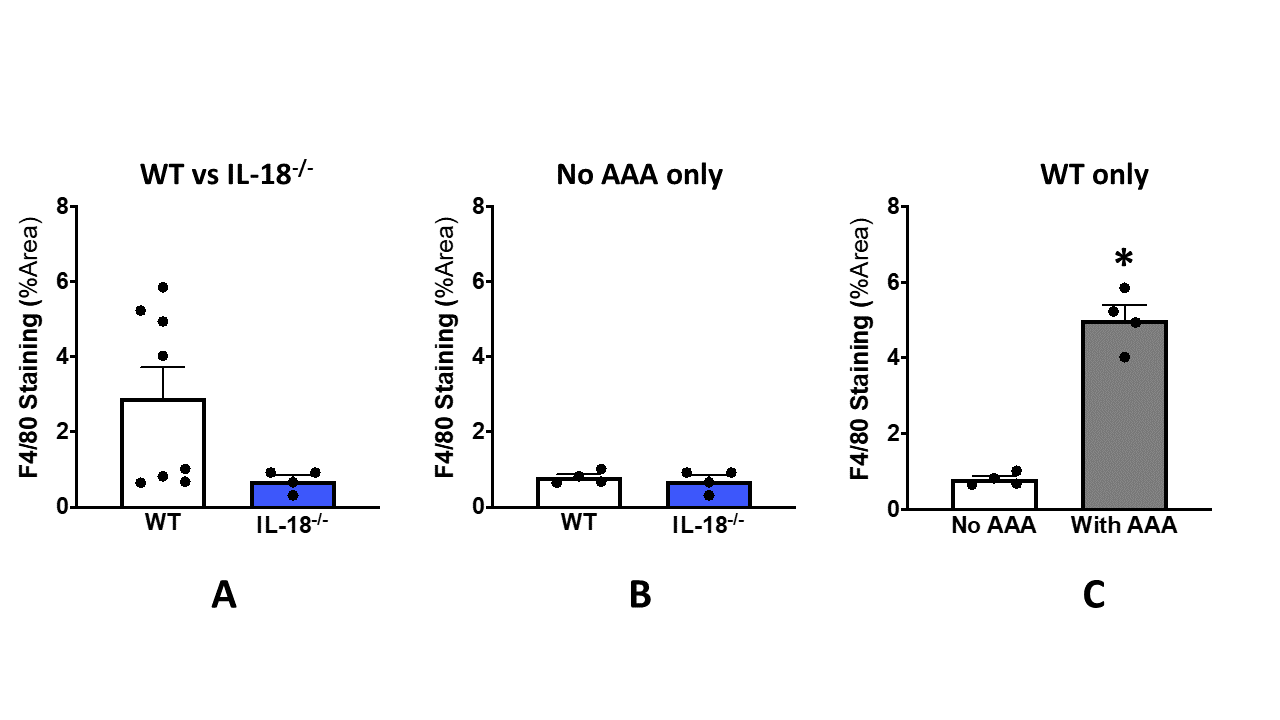 WT vs IL-18-/-
No AAA only
WT only
F4/80 Staining (%Area)
8
6
4
2
0
WT
IL-18-/-
F4/80 Staining (%Area)
8
6
4
2
0
WT
IL-18-/-
F4/80 Staining (%Area)
8
6
4
2
0
*
No AAA
With AAA
A
B
C